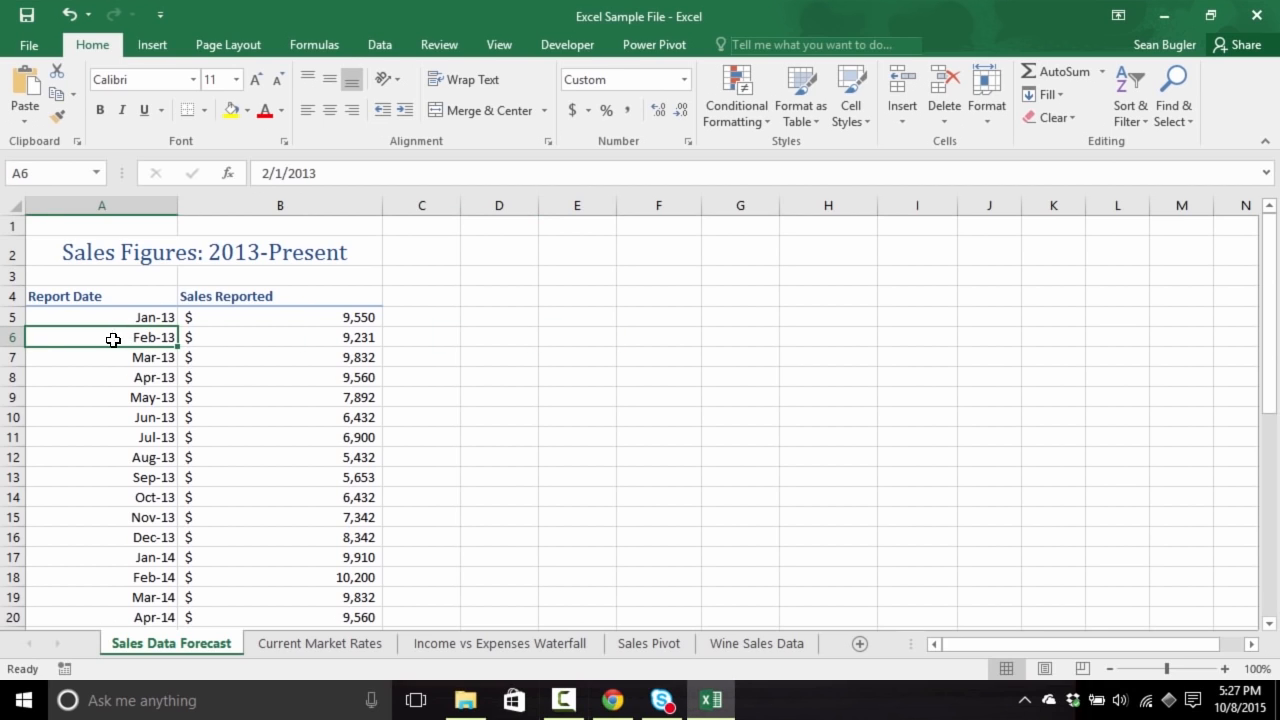 Excel Sample File - Excel
File Home Insert Page Layout Formulas Data Review View Developer Power Pivot Tell me what you want to do... Sean Bugler Share
Paste
Calibri 11
B I U A
Wrap Text
Merge & Center
Custom
$ % ,
Conditional Formatting
Format as Table
Cell Styles
Insert
Delete
Format
AutoSum
Fill
Clear
Sort & Filter
Find & Select
Clipboard Font Alignment Number Styles Cells Editing
A6 fx 2/1/2013
A B C D E F G H I J K L M N
1
2 Sales Figures: 2013-Present
3
4 Report Date Sales Reported
5 Jan-13 $ 9,550
6 Feb-13 $ 9,231
7 Mar-13 $ 9,832
8 Apr-13 $ 9,560
9 May-13 $ 7,892
10 Jun-13 $ 6,432
11 Jul-13 $ 6,900
12 Aug-13 $ 5,432
13 Sep-13 $ 5,653
14 Oct-13 $ 6,432
15 Nov-13 $ 7,342
16 Dec-13 $ 8,342
17 Jan-14 $ 9,910
18 Feb-14 $ 10,200
19 Mar-14 $ 9,832
20 Apr-14 $ 9,560
Sales Data Forecast Current Market Rates Income vs Expenses Waterfall Sales Pivot Wine Sales Data
Ready 100%
Ask me anything 5:27 PM
10/8/2015